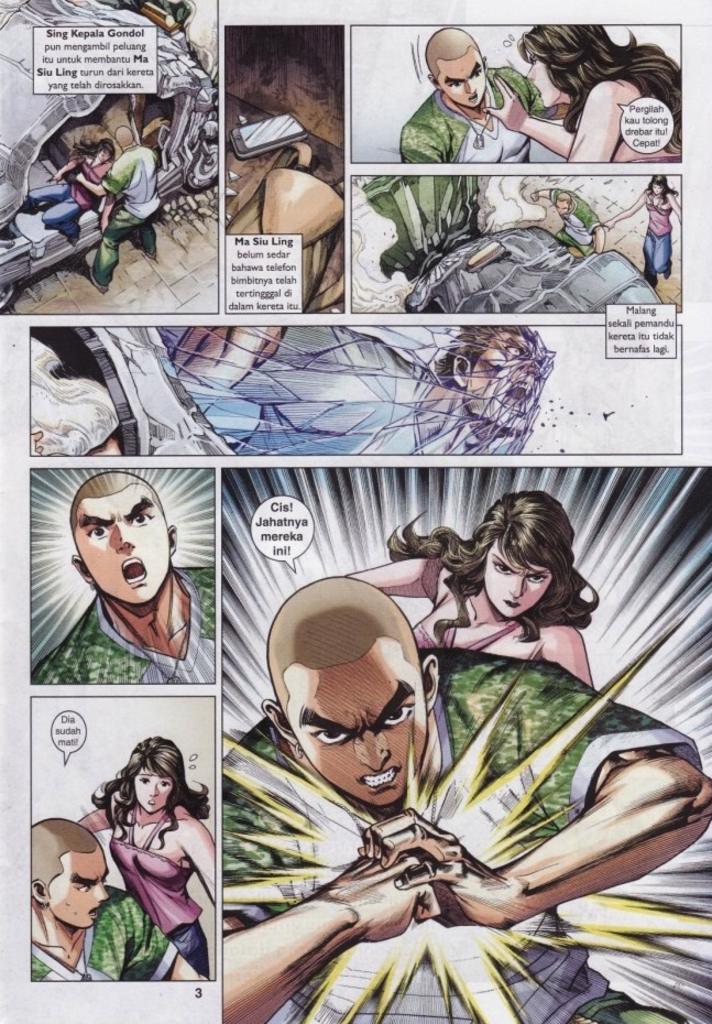 Sing Kepala Gondol
pun mengambil peluang
itu untuk membantu Ma
Siu Ling turun dari kereta
yang telah dirosakkan.
Ma Siu Ling
belum sedar
bahawa telefon
bimbitnya telah
tertinggal di
dalam kereta itu.
Pergilah
kau tolong
drebar itu!
Cepat!
Malang
sekali pemandu
kereta itu tidak
bernafas lagi.
Cis!
Jahatnya
mereka
ini!
Dia
sudah
mati!
3